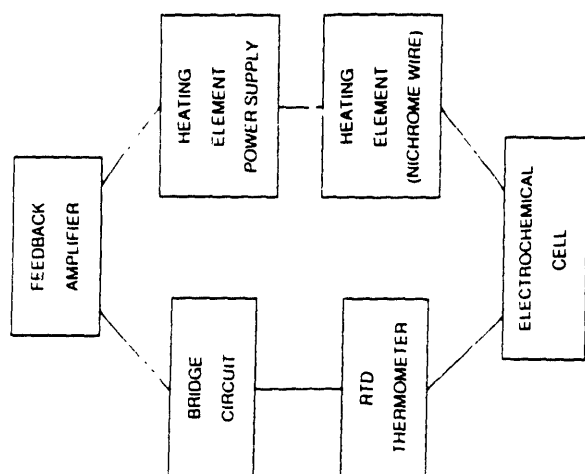 FEEDBACK
AMPLIFIER
HEATING
ELEMENT
POWER SUPPLY
HEATING
ELEMENT
(NICHROME WIRE)
BRIDGE
CIRCUIT
RTD
THERMOMETER
ELECTROCHEMICAL
CELL